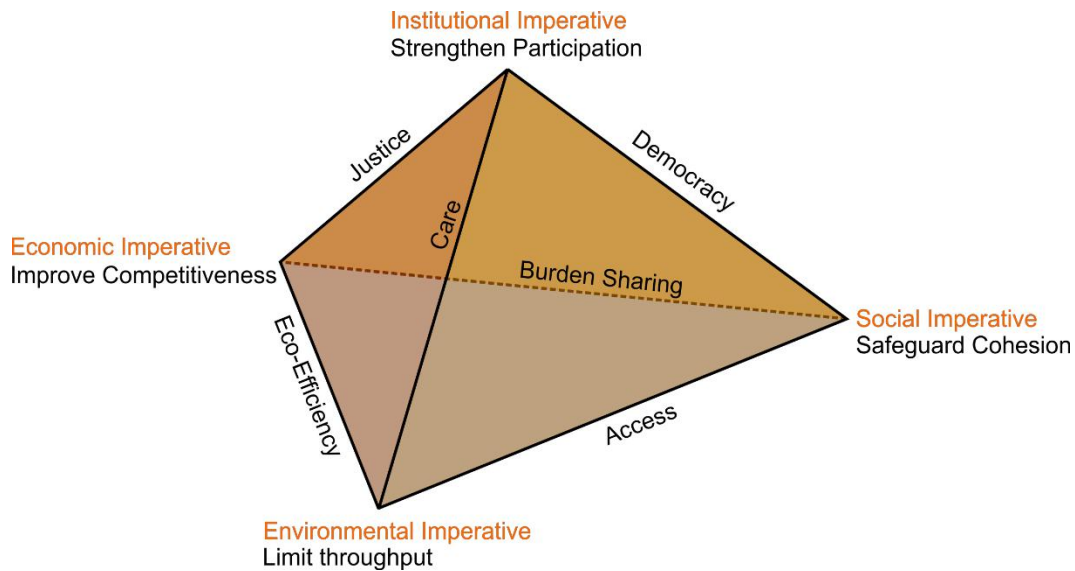 Institutional Imperative
Strengthen Participation
Justice
Democracy
Care
Economic Imperative
Improve Competitiveness
Burden Sharing
Social Imperative
Safeguard Cohesion
Eco-Efficiency
Access
Environmental Imperative
Limit throughput